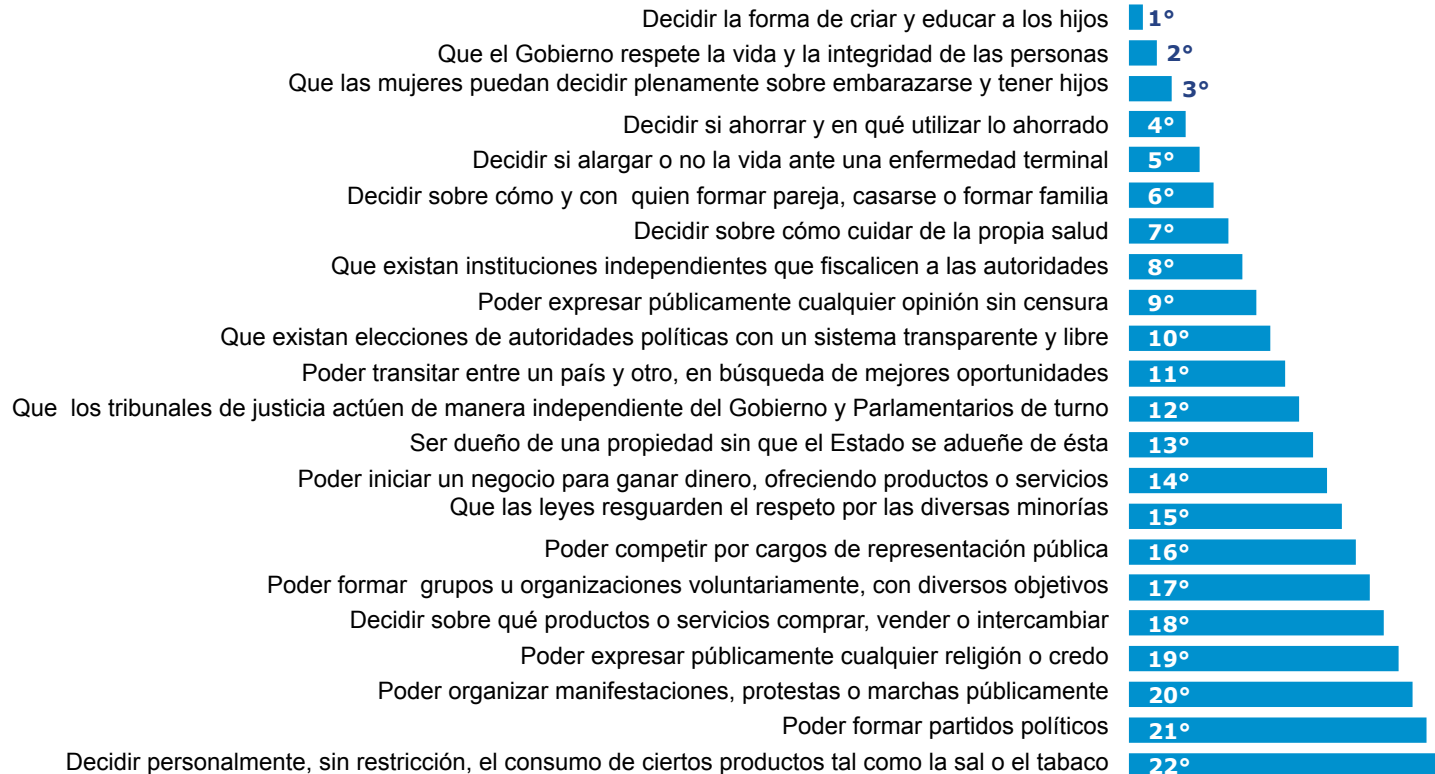 Decidir la forma de criar y educar a los hijos 1°
Que el Gobierno respete la vida y la integridad de las personas 2°
Que las mujeres puedan decidir plenamente sobre embarazarse y tener hijos 3°
Decidir si ahorrar y en qué utilizar lo ahorrado 4°
Decidir si alargar o no la vida ante una enfermedad terminal 5°
Decidir sobre cómo y con  quien formar pareja, casarse o formar familia 6°
Decidir sobre cómo cuidar de la propia salud 7°
Que existan instituciones independientes que fiscalicen a las autoridades 8°
Poder expresar públicamente cualquier opinión sin censura 9°
Que existan elecciones de autoridades políticas con un sistema transparente y libre 10°
Poder transitar entre un país y otro, en búsqueda de mejores oportunidades 11°
Que  los tribunales de justicia actúen de manera independiente del Gobierno y Parlamentarios de turno 12°
Ser dueño de una propiedad sin que el Estado se adueñe de ésta 13°
Poder iniciar un negocio para ganar dinero, ofreciendo productos o servicios 14°
Que las leyes resguarden el respeto por las diversas minorías 15°
Poder competir por cargos de representación pública 16°
Poder formar  grupos u organizaciones voluntariamente, con diversos objetivos 17°
Decidir sobre qué productos o servicios comprar, vender o intercambiar 18°
Poder expresar públicamente cualquier religión o credo 19°
Poder organizar manifestaciones, protestas o marchas públicamente 20°
Poder formar partidos políticos 21°
Decidir personalmente, sin restricción, el consumo de ciertos productos tal como la sal o el tabaco 22°